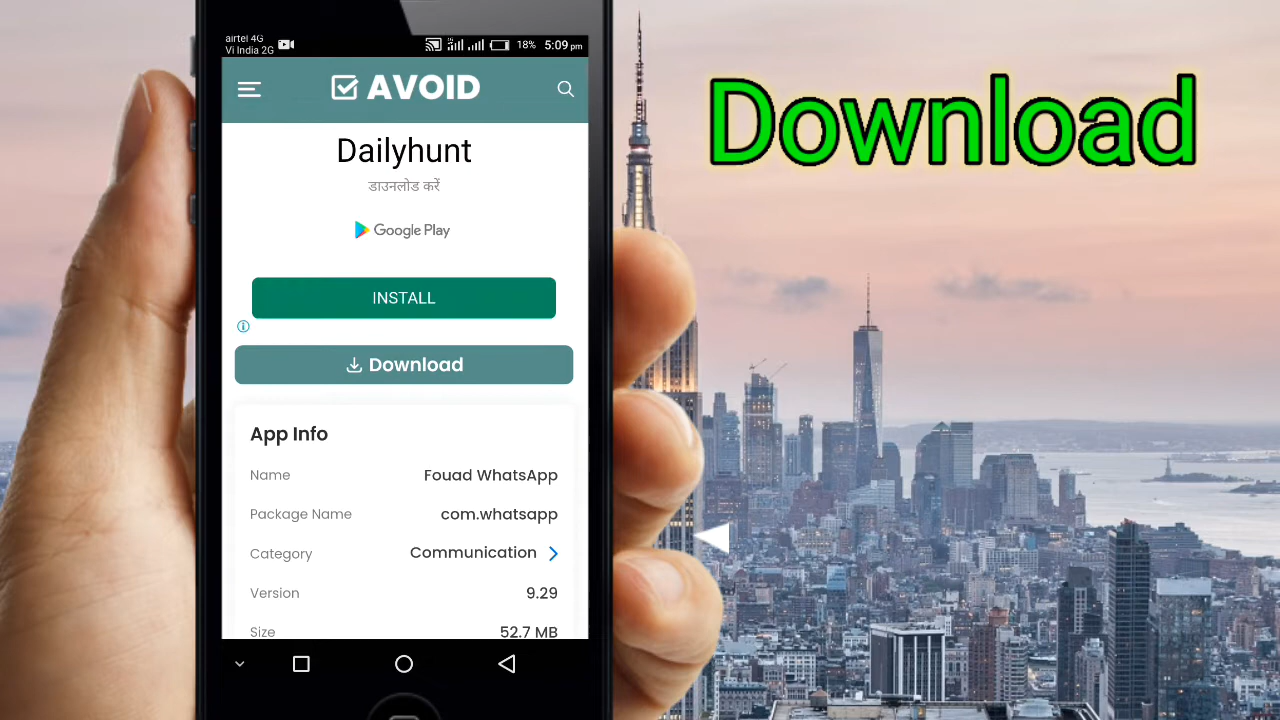 airtel 4G
Vi India 2G
18% 5:09 pm
AVOID
Download
Dailyhunt
डाउनलोड करें
Google Play
INSTALL
Download
App Info
Name Fouad WhatsApp
Package Name com.whatsapp
Category Communication
Version 9.29
Size 52.7 MB